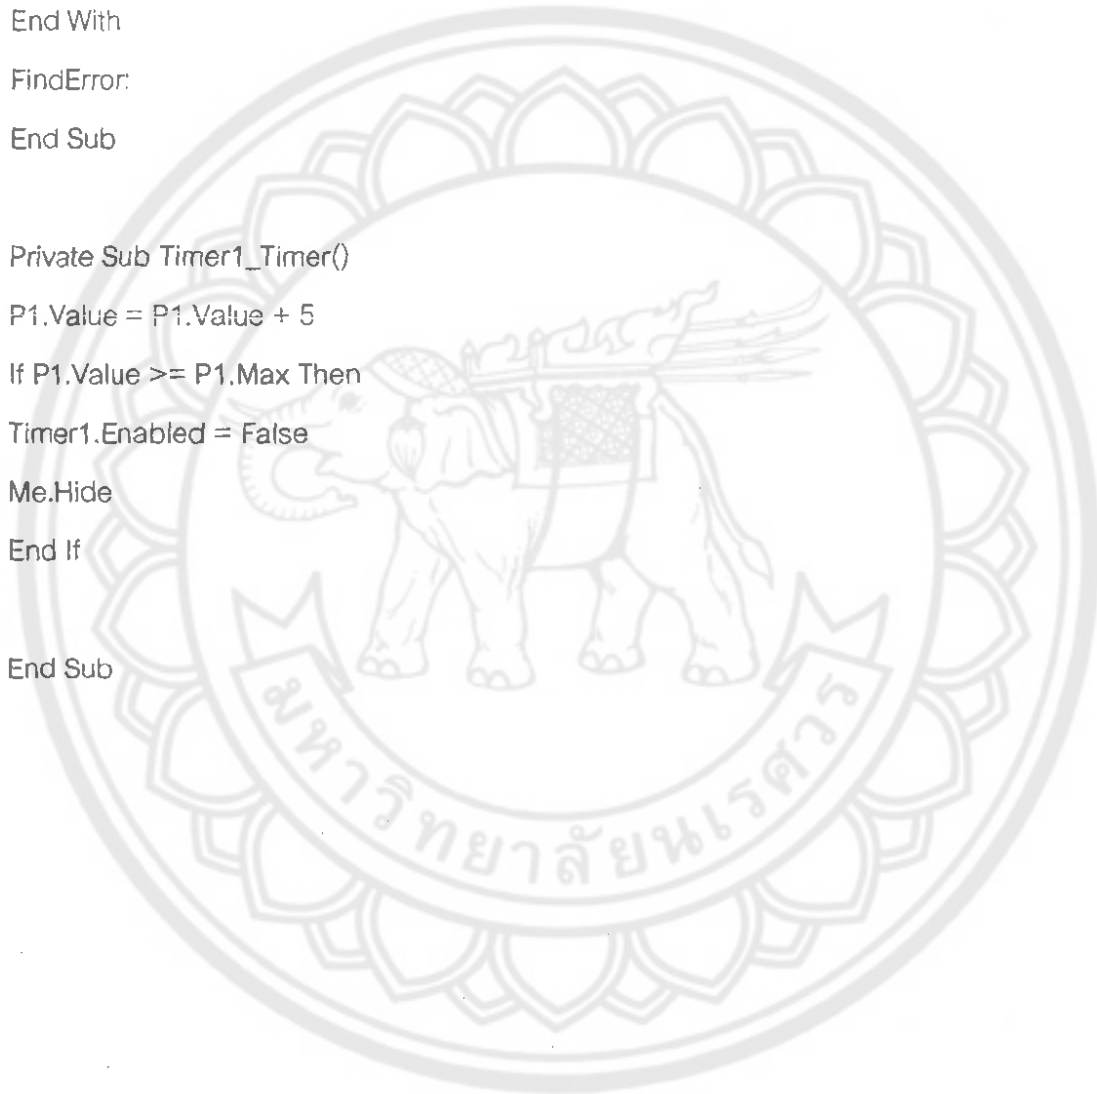 End With
FindError:
End Sub
Private Sub Timer1_Timer()
P1.Value = P1.Value + 5
If P1.Value >= P1.Max Then
Timer1.Enabled = False
Me.Hide
End If
End Sub
มหาวิทยาลัยนเรศวร